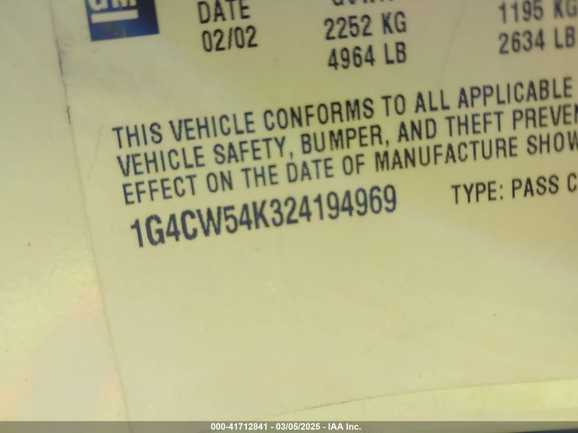 GM
DATE 02/02
2252 KG 1195 KG
4964 LB 2634 LB
THIS VEHICLE CONFORMS TO ALL APPLICABLE
VEHICLE SAFETY, BUMPER, AND THEFT PREVEN
EFFECT ON THE DATE OF MANUFACTURE SHOW
1G4CW54K324194969 TYPE: PASS C
000-41712841 - 03/05/2025 - IAA Inc.